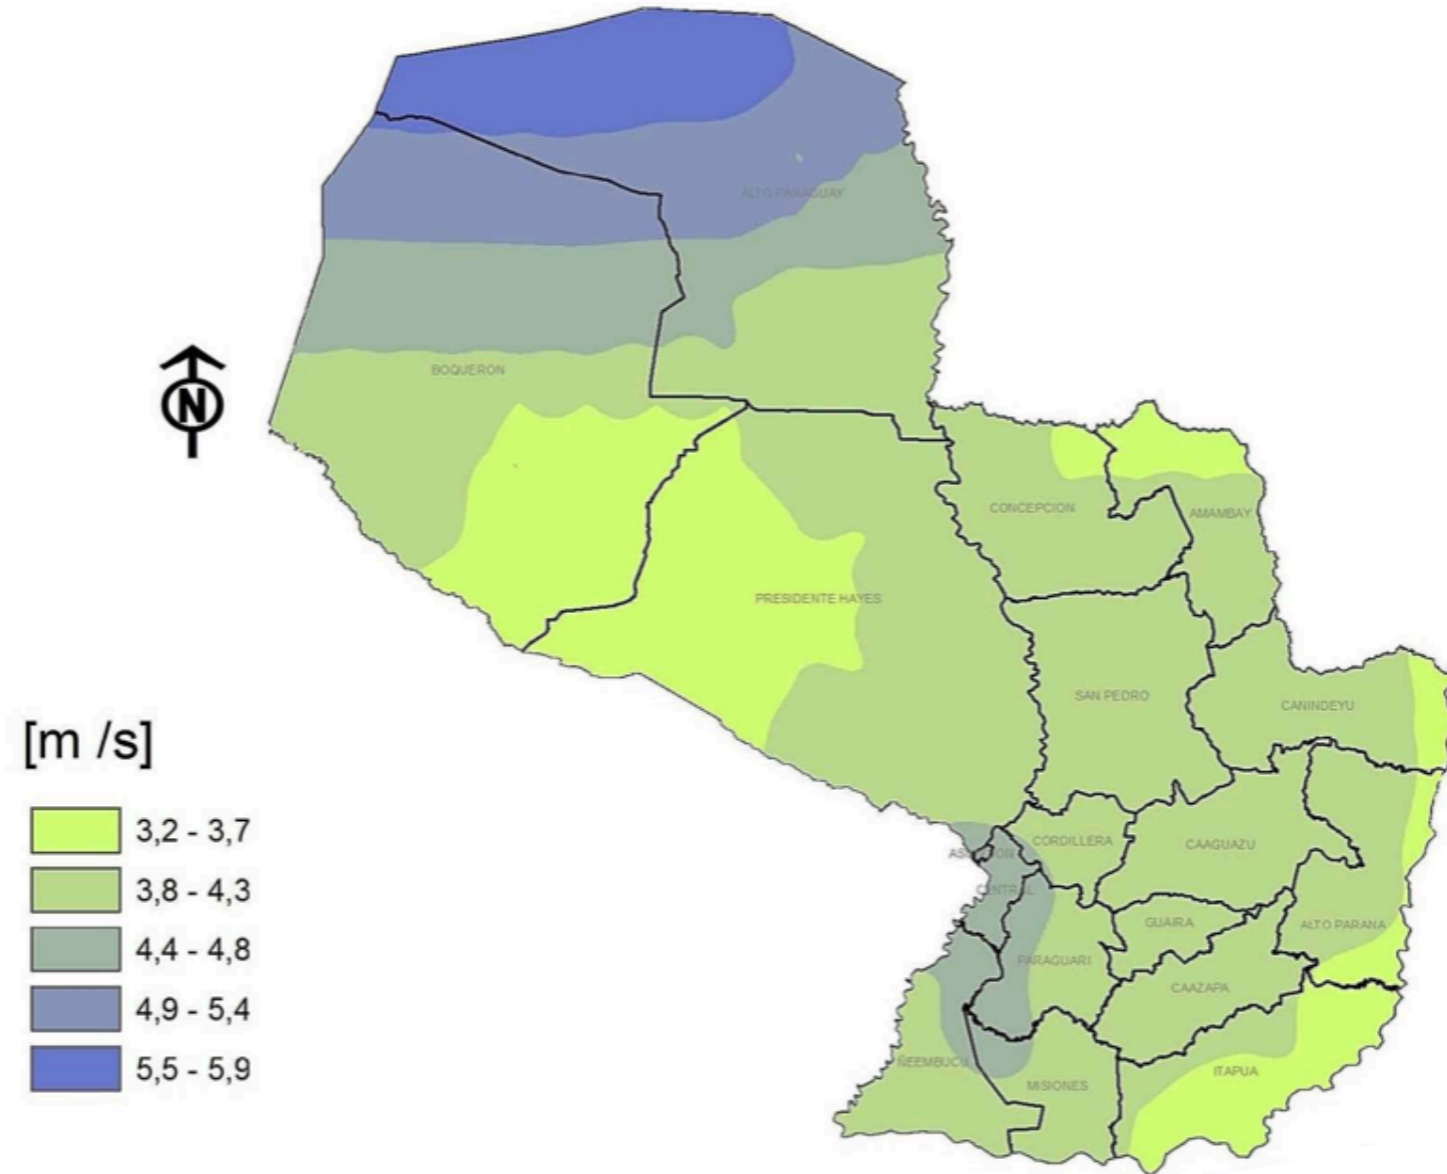 ALTO PARAGUAY
BOQUERON
N
CONCEPCION
AMAMBAY
PRESIDENTE HAYES
SAN PEDRO
CANINDEYU
[m /s]
3,2 - 3,7
3,8 - 4,3
4,4 - 4,8
4,9 - 5,4
5,5 - 5,9
CORDILLERA
CAAGUAZU
ASUNCION
CENTRAL
GUAIRA
ALTO PARANA
PARAGUARI
CAAZAPA
ÑEEMBUCU
MISIONES
ITAPUA